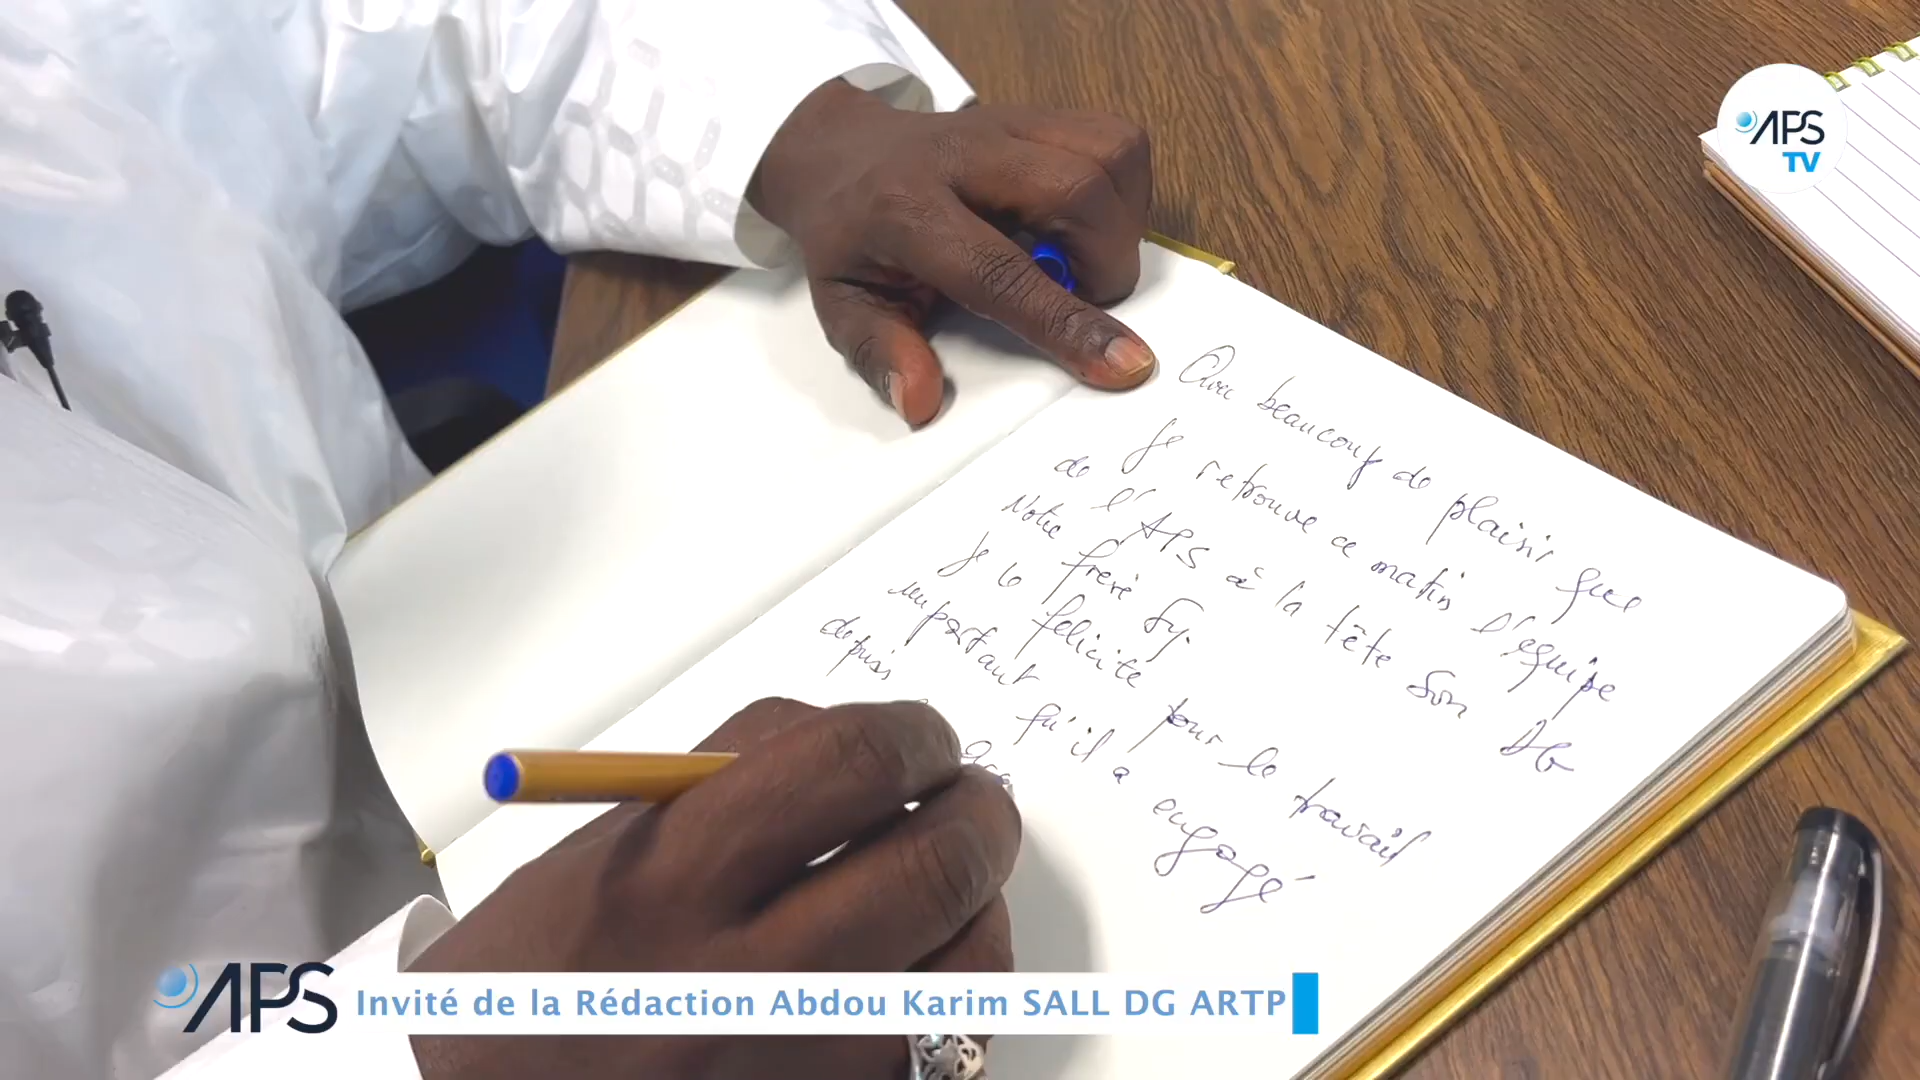 APS
TV
Avec beaucoup de plaisir que
je retrouve ce matin l'équipe
de l'APS à la tête son DG
Notre frere Sy.
Je le félicite pour le travail
important qu'il a engagé
depuis
APS
Invité de la Rédaction Abdou Karim SALL DG ARTP